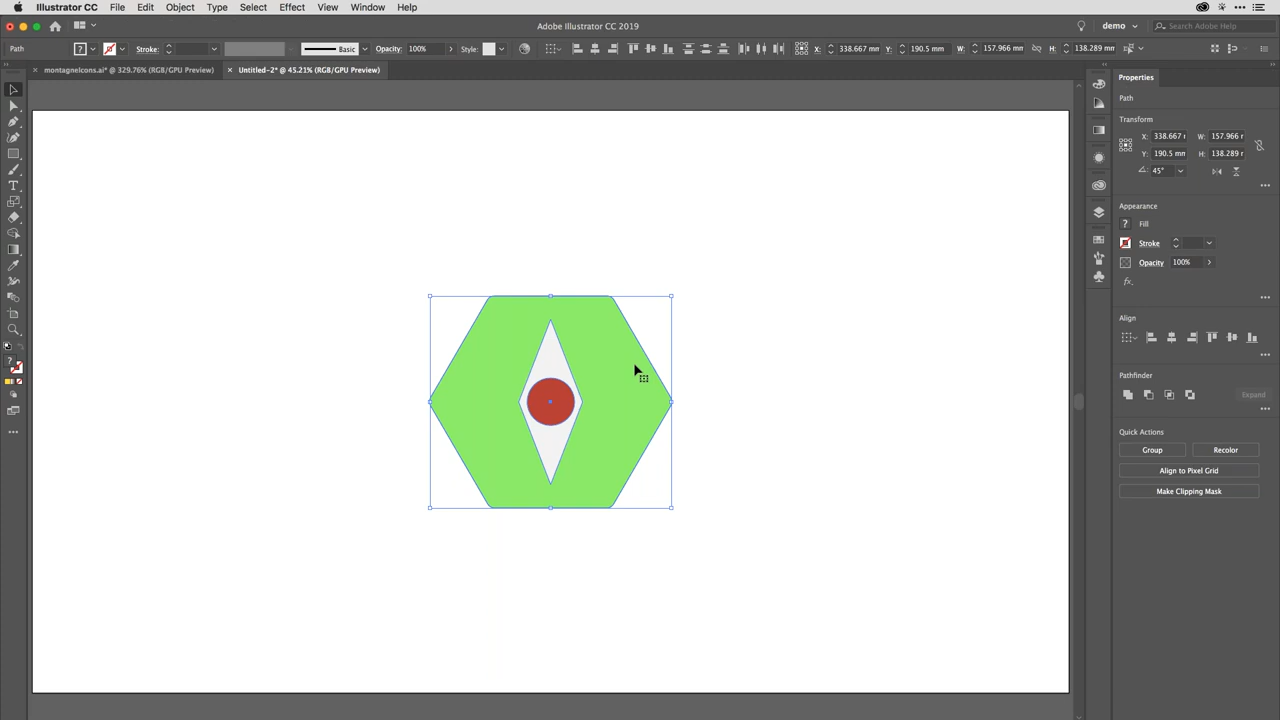 Illustrator CC File Edit Object Type Select Effect View Window Help
Adobe Illustrator CC 2019
demo
Search Adobe Help
Path
?
Stroke:
Basic
Opacity: 100%
Style:
X: 338.667 mm
Y: 190.5 mm
W: 157.966 mm
H: 138.289 mm
× montagneIcons.ai* @ 329.76% (RGB/GPU Preview)
× Untitled-2* @ 45.21% (RGB/GPU Preview)
Properties
Path
Transform
X: 338.667 r W: 157.966 r
Y: 190.5 mm H: 138.289 r
45°
Appearance
? Fill
Stroke
Opacity 100%
fx.
Align
Pathfinder
Expand
Quick Actions
Group Recolor
Align to Pixel Grid
Make Clipping Mask
T
?